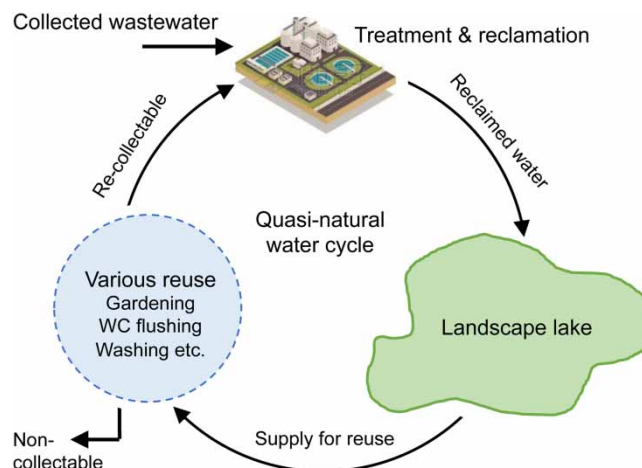 Collected wastewater
Treatment & reclamation
Re-collectable
Reclaimed water
Quasi-natural
water cycle
Various reuse
Gardening
WC flushing
Washing etc.
Landscape lake
Supply for reuse
Non-
collectable